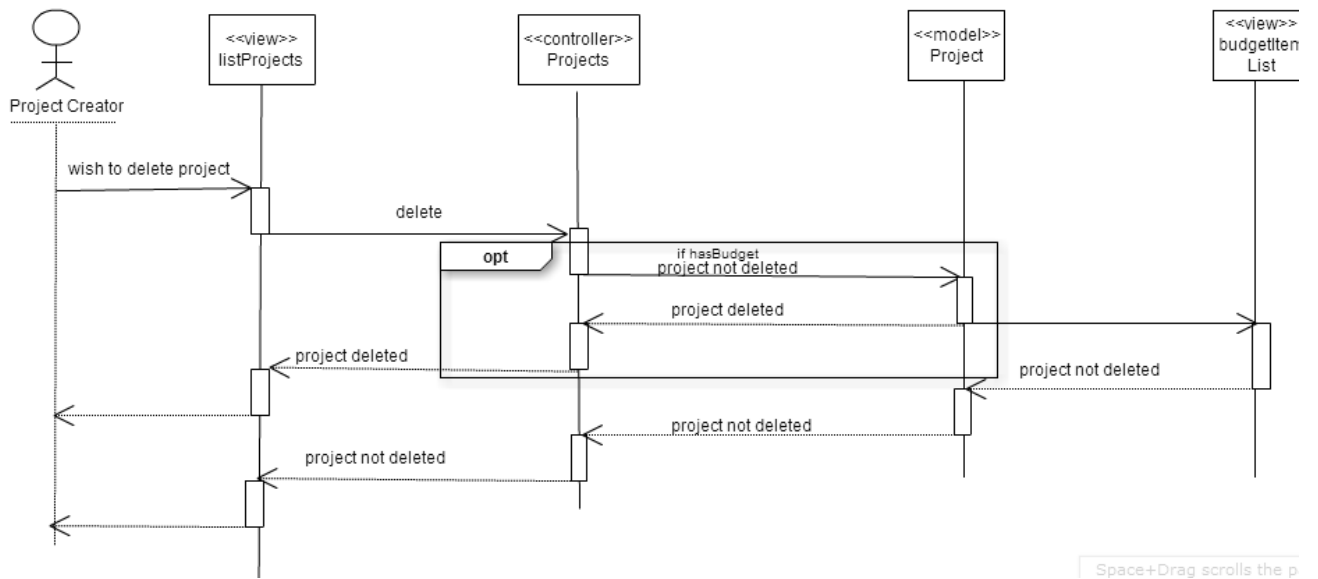 <<view>>
listProjects
<<controller>>
Projects
<<model>>
Project
<<view>>
budgetItem
List
Project Creator
wish to delete project
delete
opt
if hasBudget
project not deleted
project deleted
project deleted
project not deleted
project not deleted
project not deleted
Space+Drag scrolls the p